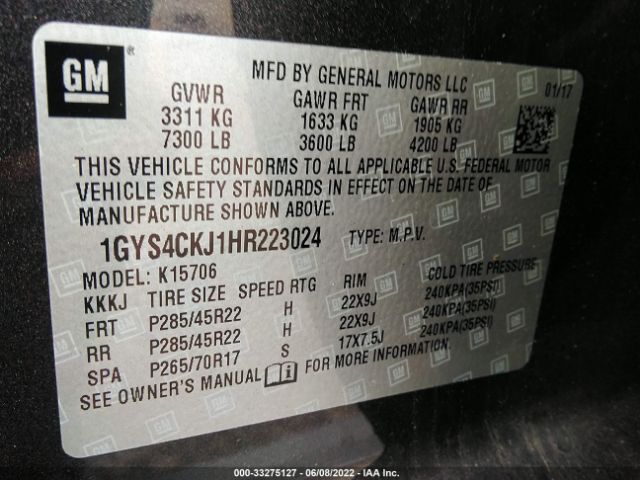 GM ®
MFD BY GENERAL MOTORS LLC
01/17
GVWR GAWR FRT GAWR RR
3311 KG 1633 KG 1905 KG
7300 LB 3600 LB 4200 LB
THIS VEHICLE CONFORMS TO ALL APPLICABLE U.S. FEDERAL MOTOR
VEHICLE SAFETY STANDARDS IN EFFECT ON THE DATE OF
MANUFACTURE SHOWN ABOVE.
1GYS4CKJ1HR223024 TYPE: M.P.V.
MODEL: K15706
KKKJ TIRE SIZE SPEED RTG RIM COLD TIRE PRESSURE
FRT P285/45R22 H 22X9J 240KPA(35PSI)
RR P285/45R22 H 22X9J 240KPA(35PSI)
SPA P265/70R17 S 17X7.5J 240KPA(35PSI)
SEE OWNER'S MANUAL i FOR MORE INFORMATION.
000-33275127 - 06/08/2022 - IAA Inc.